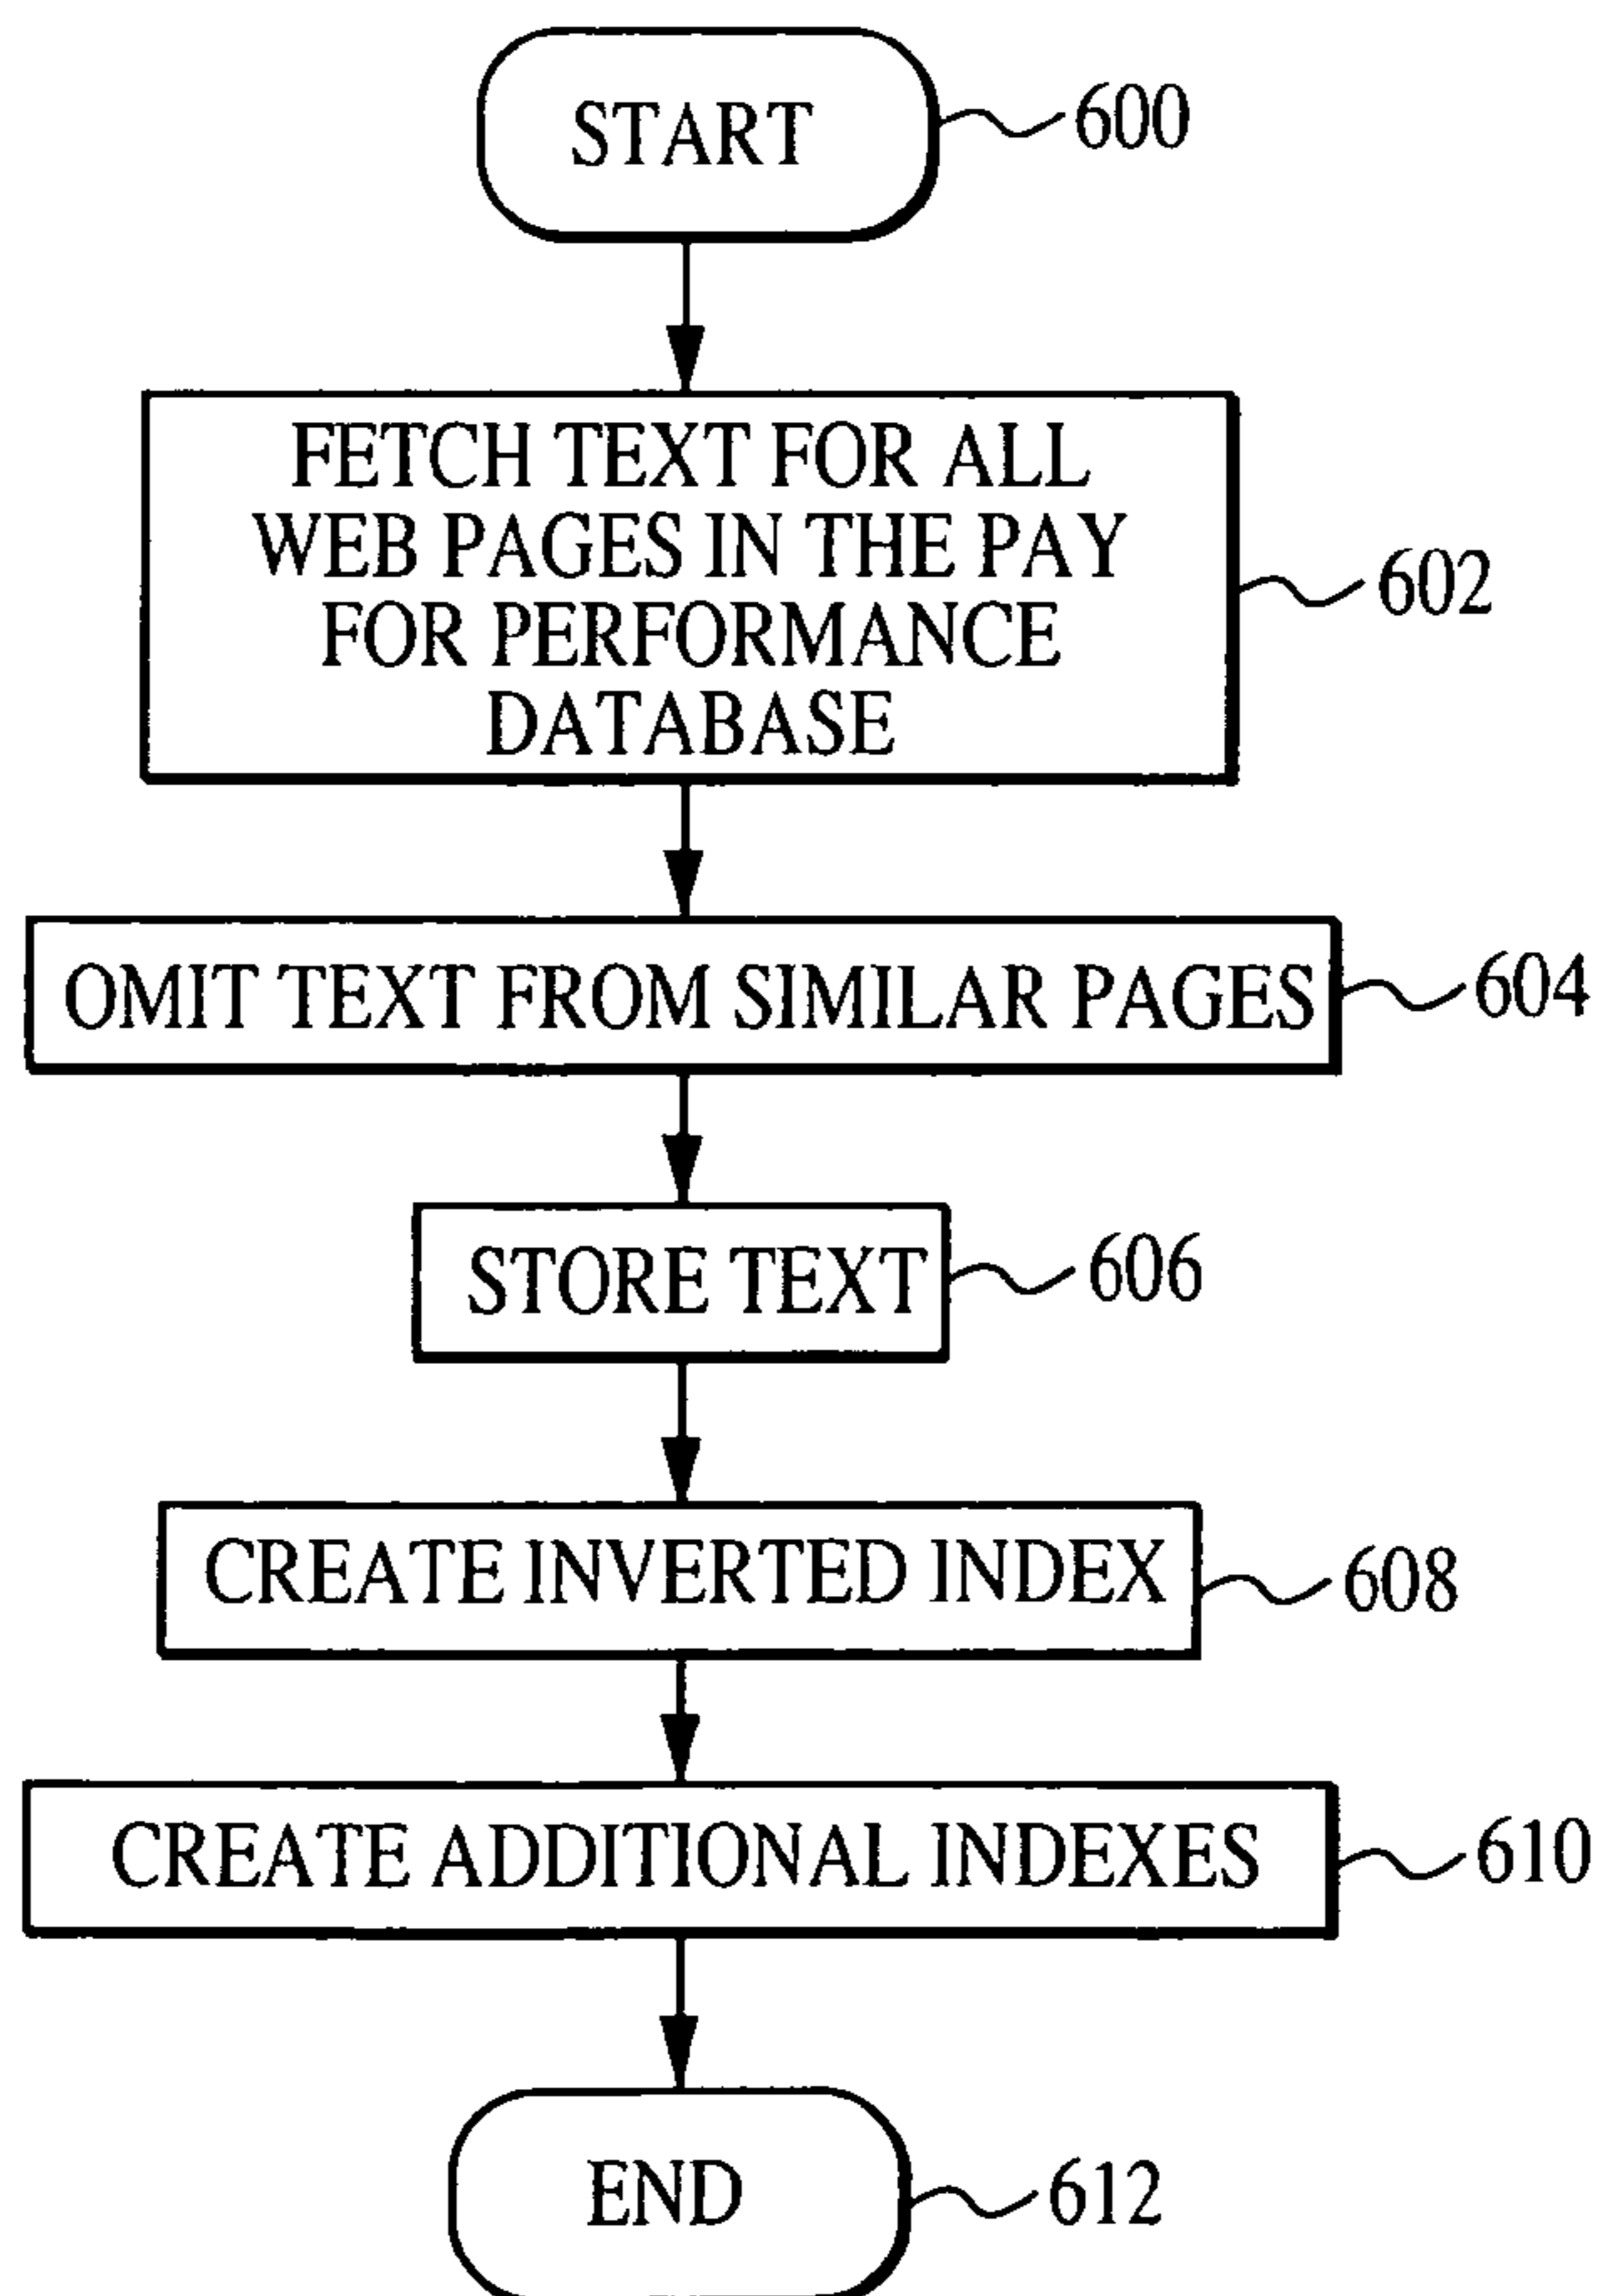 START
600
FETCH TEXT FOR ALL
WEB PAGES IN THE PAY
FOR PERFORMANCE
DATABASE
602
OMIT TEXT FROM SIMILAR PAGES
604
STORE TEXT
606
CREATE INVERTED INDEX
608
CREATE ADDITIONAL INDEXES
610
END
612